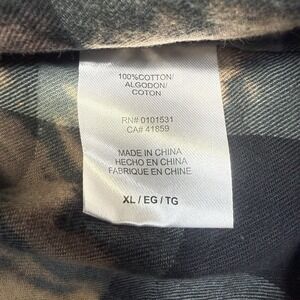 100%COTTON/
ALGODON/
COTON
RN# 0101531
CA# 41859
MADE IN CHINA
HECHO EN CHINA
FABRIQUE EN CHINE
XL / EG / TG